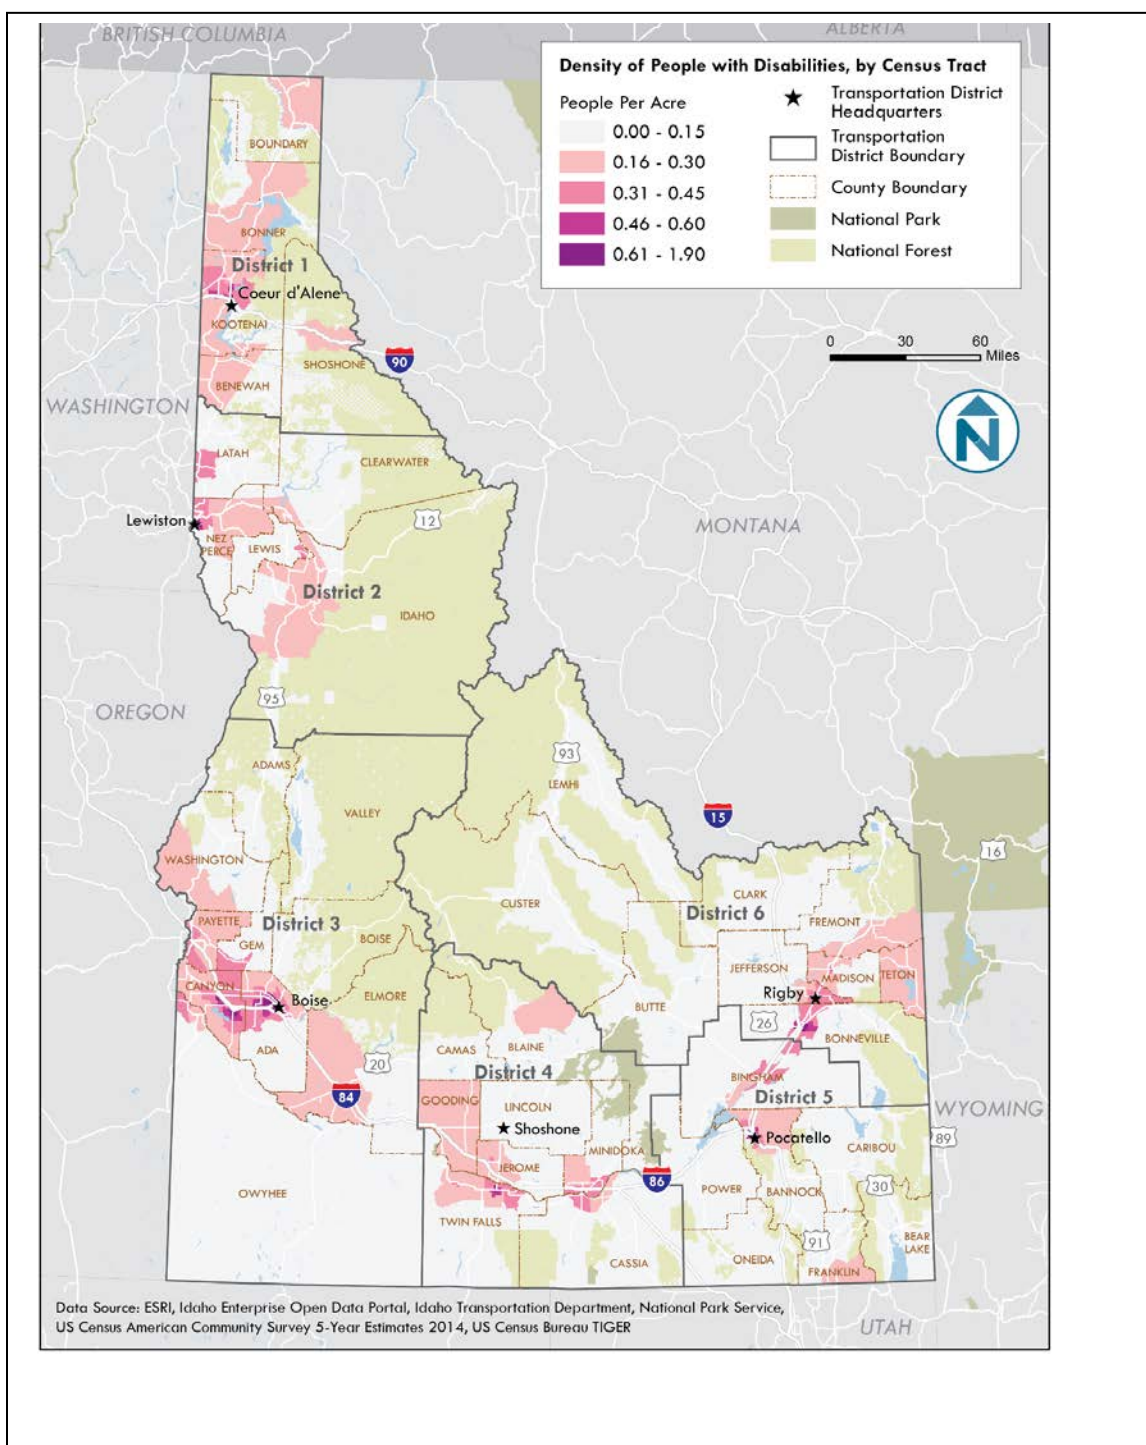 BRITISH COLUMBIA
ALBERTA
Density of People with Disabilities, by Census Tract
People Per Acre
0.00 - 0.15
0.16 - 0.30
0.31 - 0.45
0.46 - 0.60
0.61 - 1.90
Transportation District
Headquarters
Transportation
District Boundary
County Boundary
National Park
National Forest
0 30 60
Miles
N
BOUNDARY
BONNER
District 1
Coeur d'Alene
KOOTENAI
SHOSHONE
90
BENEWAH
WASHINGTON
LATAH
CLEARWATER
Lewiston
12
MONTANA
NEZ
PERCE
LEWIS
District 2
IDAHO
95
OREGON
93
ADAMS
LEMHI
VALLEY
15
16
WASHINGTON
CLARK
CUSTER
District 6
FREMONT
PAYETTE
District 3
GEM
BOISE
JEFFERSON
MADISON
TETON
CANYON
Boise
ELMORE
Rigby
BUTTE
26
BONNEVILLE
ADA
CAMAS
BLAINE
20
District 4
BINGHAM
District 5
84
GOODING
LINCOLN
Shoshone
WYOMING
Pocatello
89
CARIBOU
MINIDOKA
JEROME
86
OWYHEE
POWER
BANNOCK
30
TWIN FALLS
91
BEAR
LAKE
CASSIA
ONEIDA
FRANKLIN
Data Source: ESRI, Idaho Enterprise Open Data Portal, Idaho Transportation Department, National Park Service,
US Census American Community Survey 5-Year Estimates 2014, US Census Bureau TIGER
UTAH